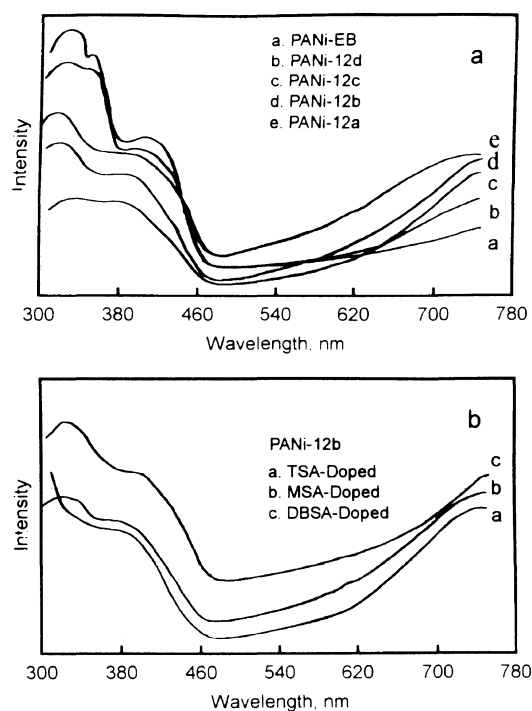 a. PANi-EB
b. PANi-12d
c. PANi-12c
d. PANi-12b
e. PANi-12a
a
e
d
c
b
a
Intensity
300 380 460 540 620 700 780
Wavelength, nm
b
PANi-12b
a. TSA-Doped
b. MSA-Doped
c. DBSA-Doped
c
b
a
Intensity
300 380 460 540 620 700 780
Wavelength, nm